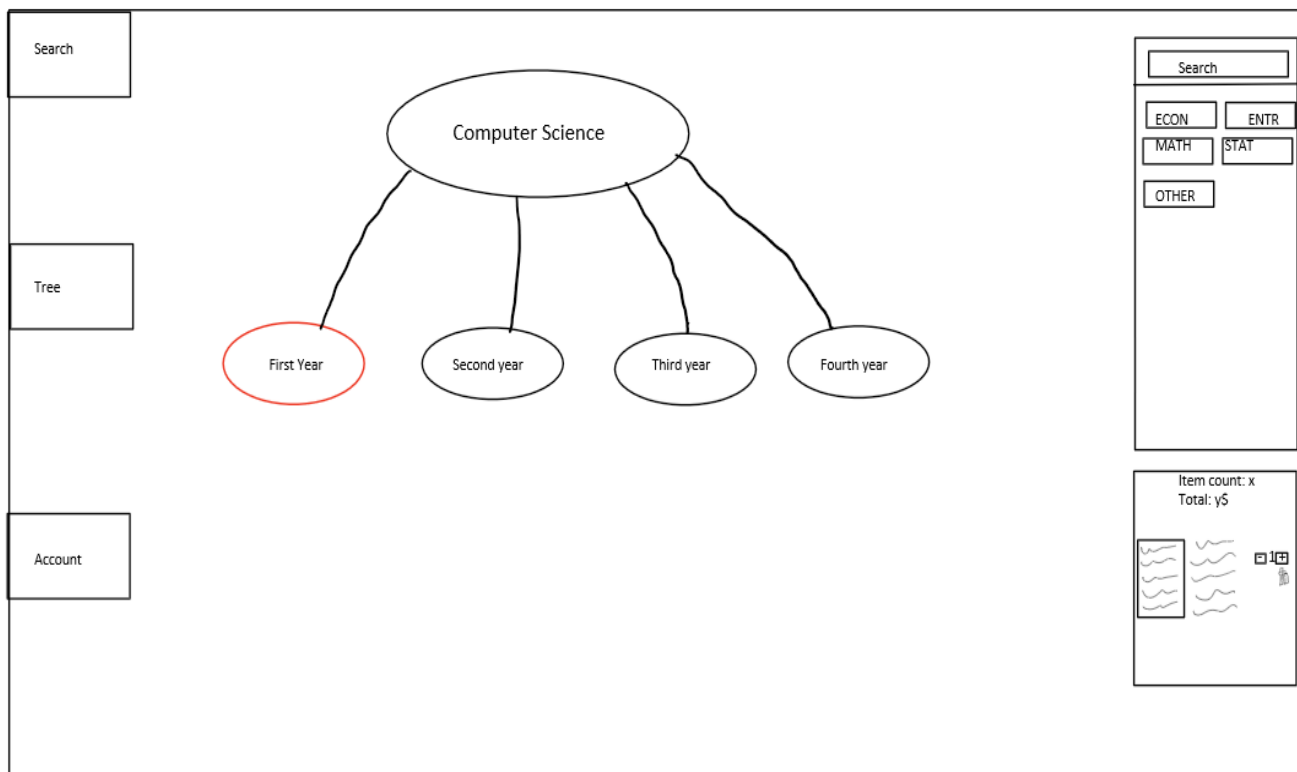 Search
Tree
Account
Computer Science
First Year
Second year
Third year
Fourth year
Search
ECON
ENTR
MATH
STAT
OTHER
Item count: x
Total: y$
- 1 +